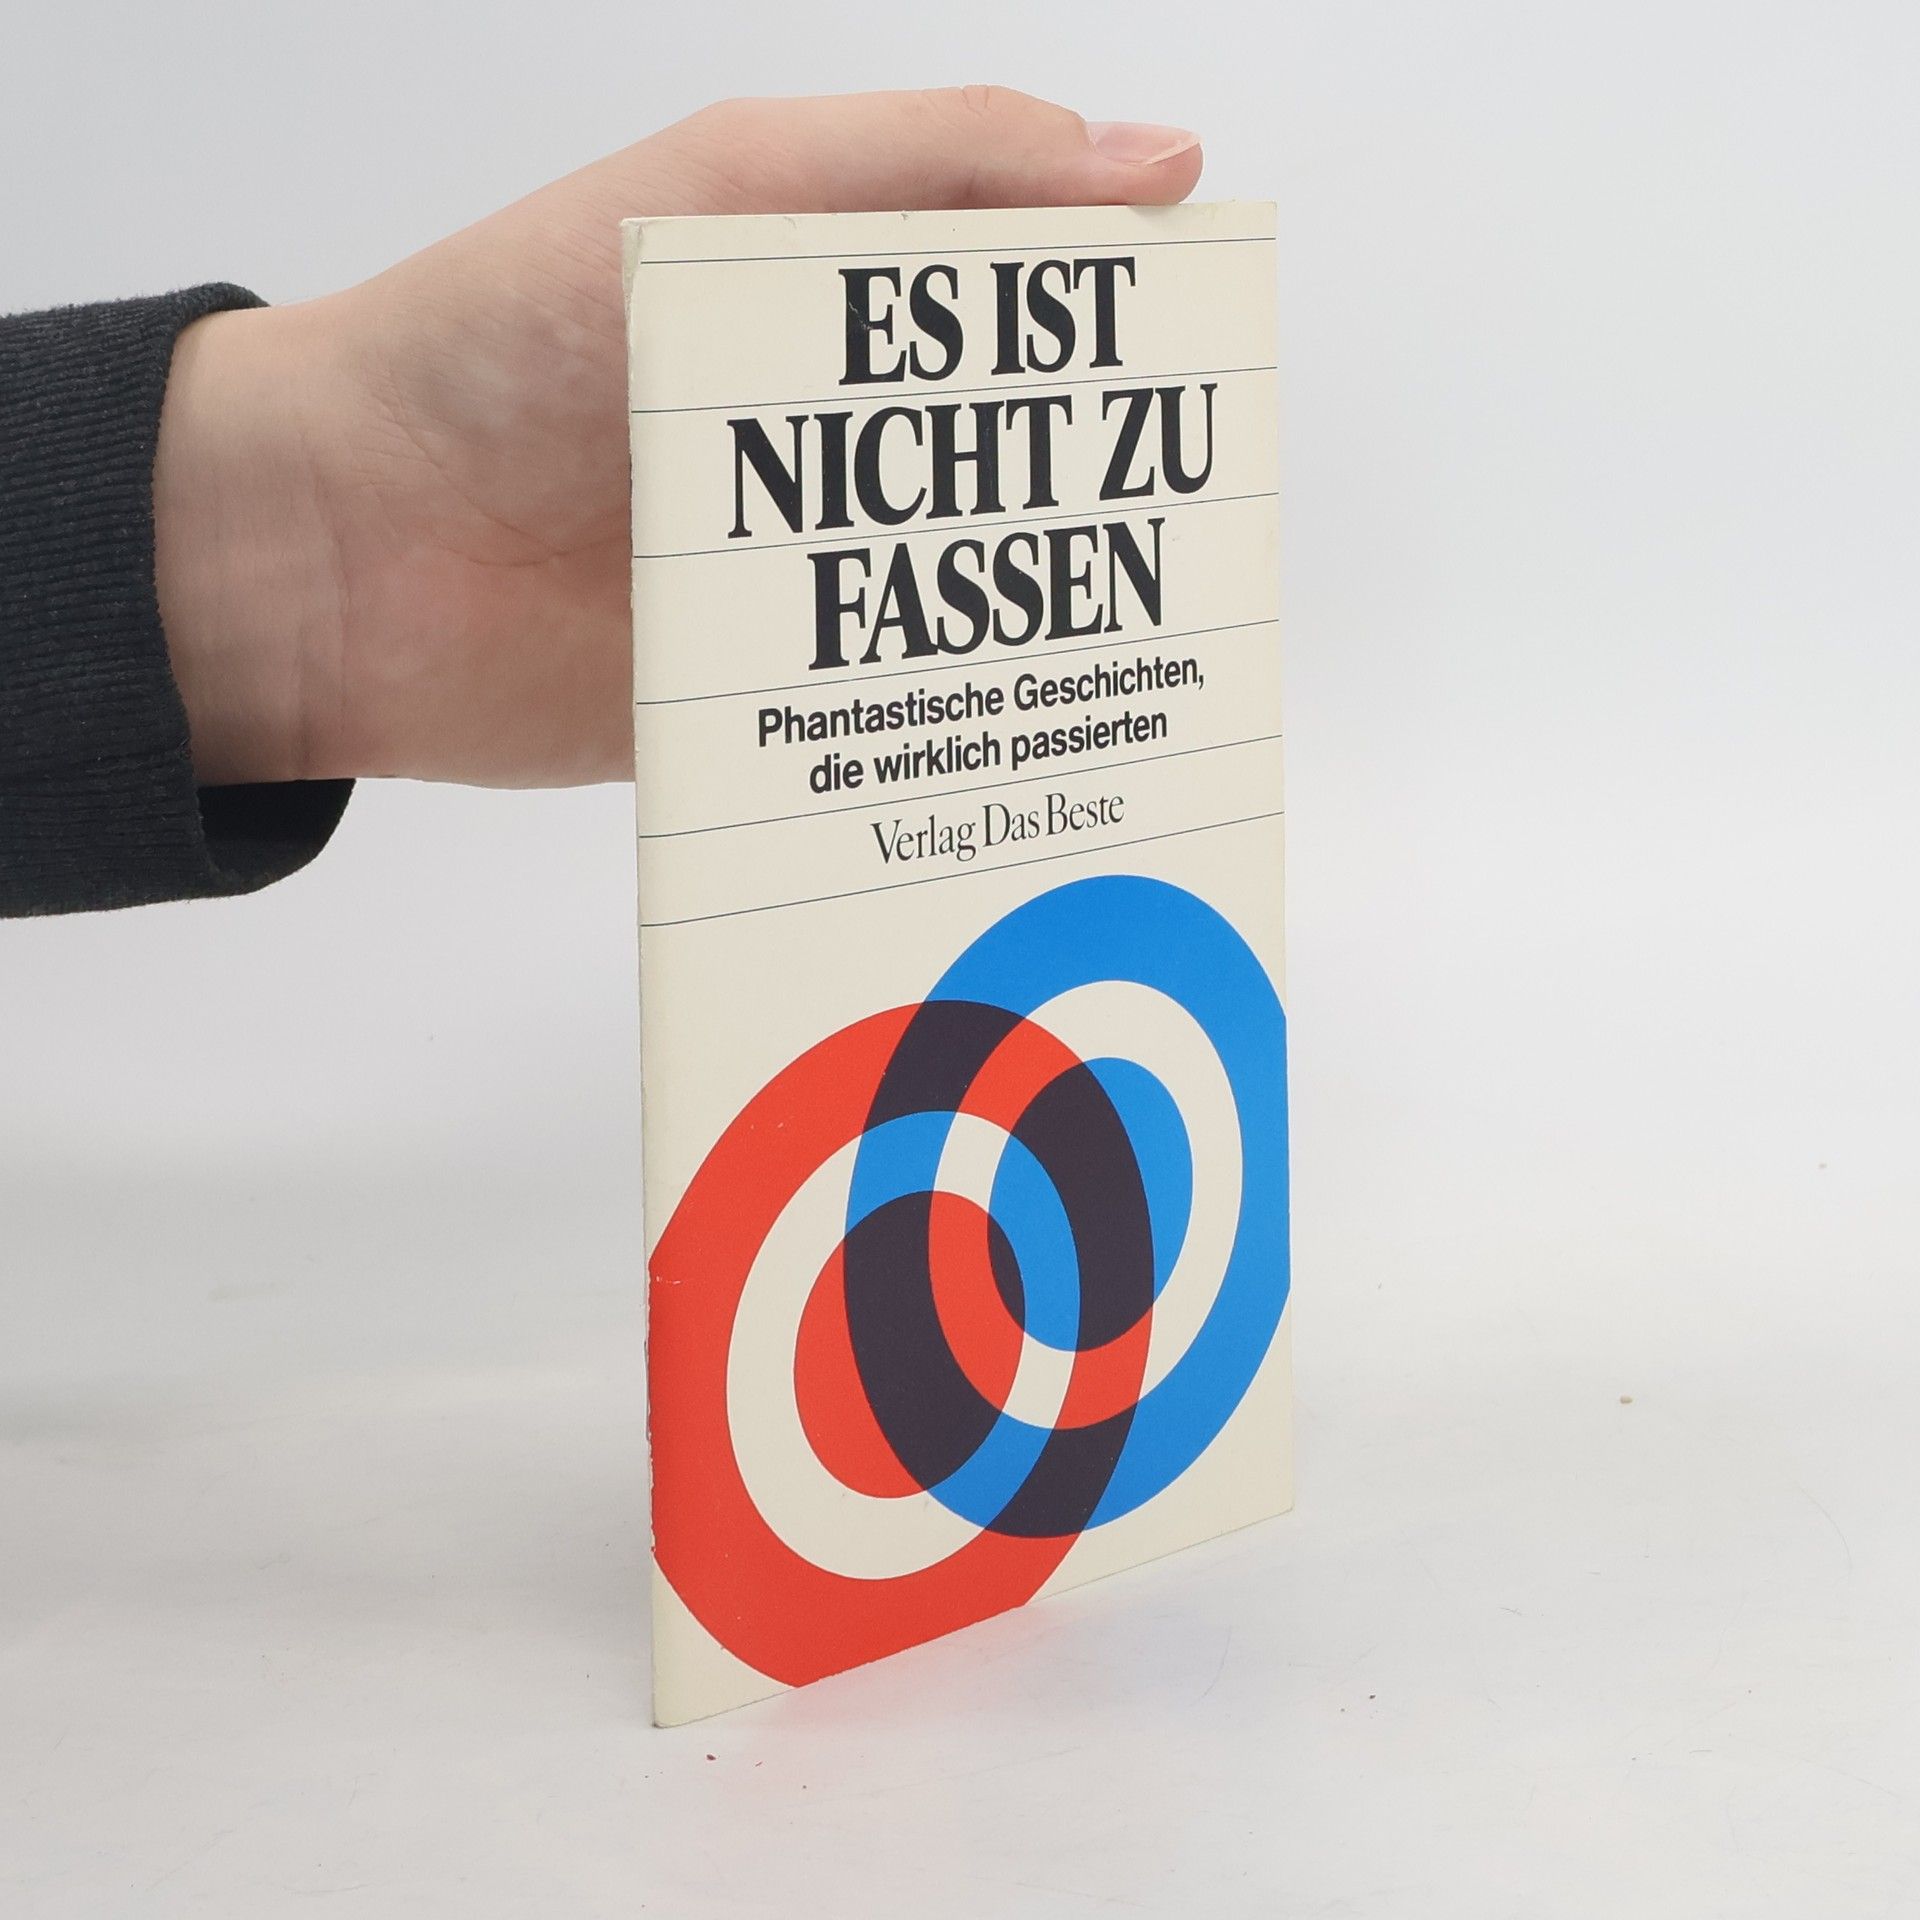 ES IST
NICHT ZU
FASSEN
Phantastische Geschichten,
die wirklich passierten
Verlag Das Beste